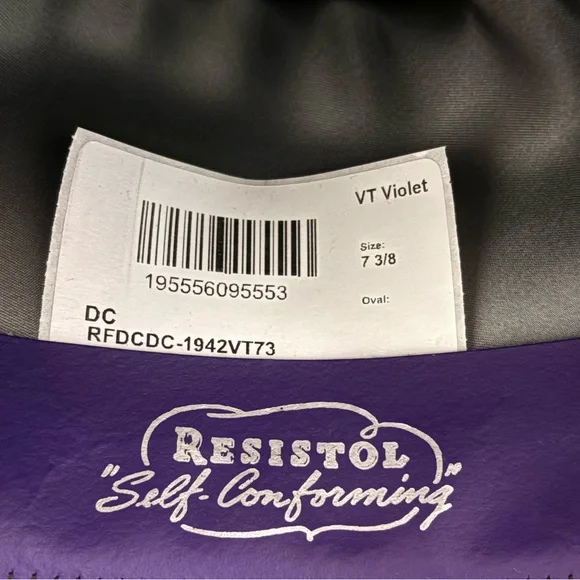 VT Violet
Size:
7 3/8
195556095553
Oval:
DC
RFDCDC-1942VT73
RESISTOL
"Self-Conforming"